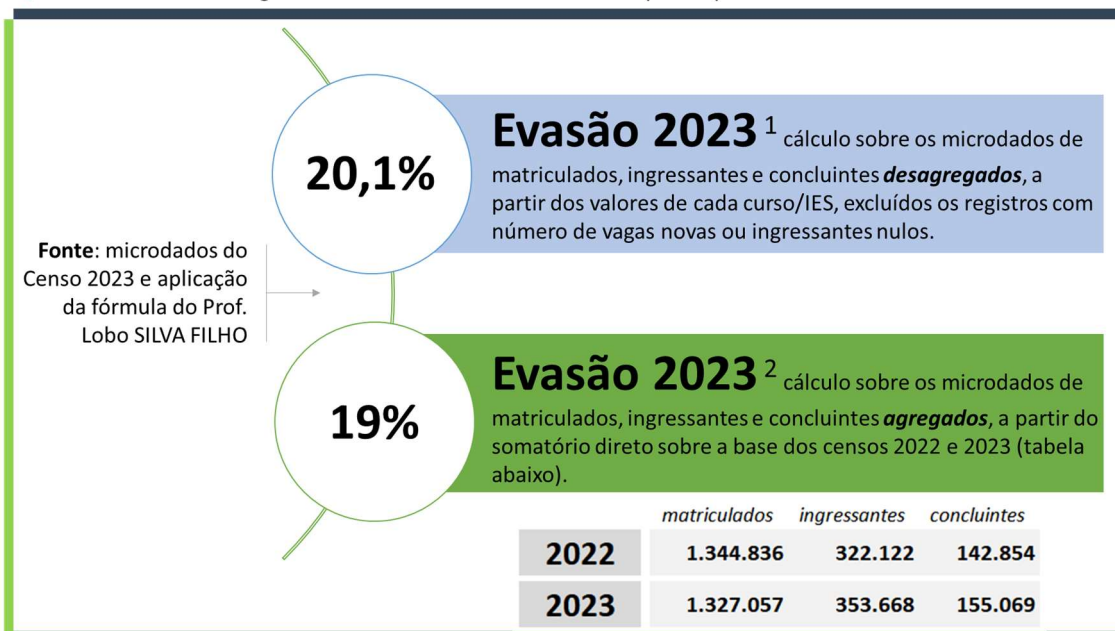 20,1%
Evasão 2023 1 cálculo sobre os microdados de
matriculados, ingressantes e concluintes desagregados, a
partir dos valores de cada curso/IES, excluídos os registros com
número de vagas novas ou ingressantes nulos.
Fonte: microdados do
Censo 2023 e aplicação
da fórmula do Prof.
Lobo SILVA FILHO
19%
Evasão 2023 2 cálculo sobre os microdados de
matriculados, ingressantes e concluintes agregados, a partir do
somatório direto sobre a base dos censos 2022 e 2023 (tabela
abaixo).
matriculados ingressantes concluintes
2022 1.344.836 322.122 142.854
2023 1.327.057 353.668 155.069